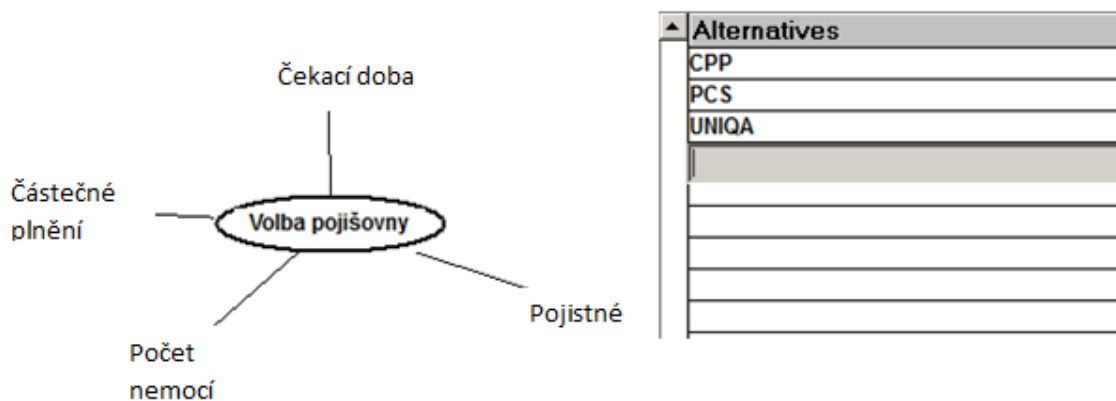 Čekací doba
Částečné
plnění
Volba pojišovny
Pojistné
Počet
nemocí
Alternatives
CPP
PCS
UNIQA